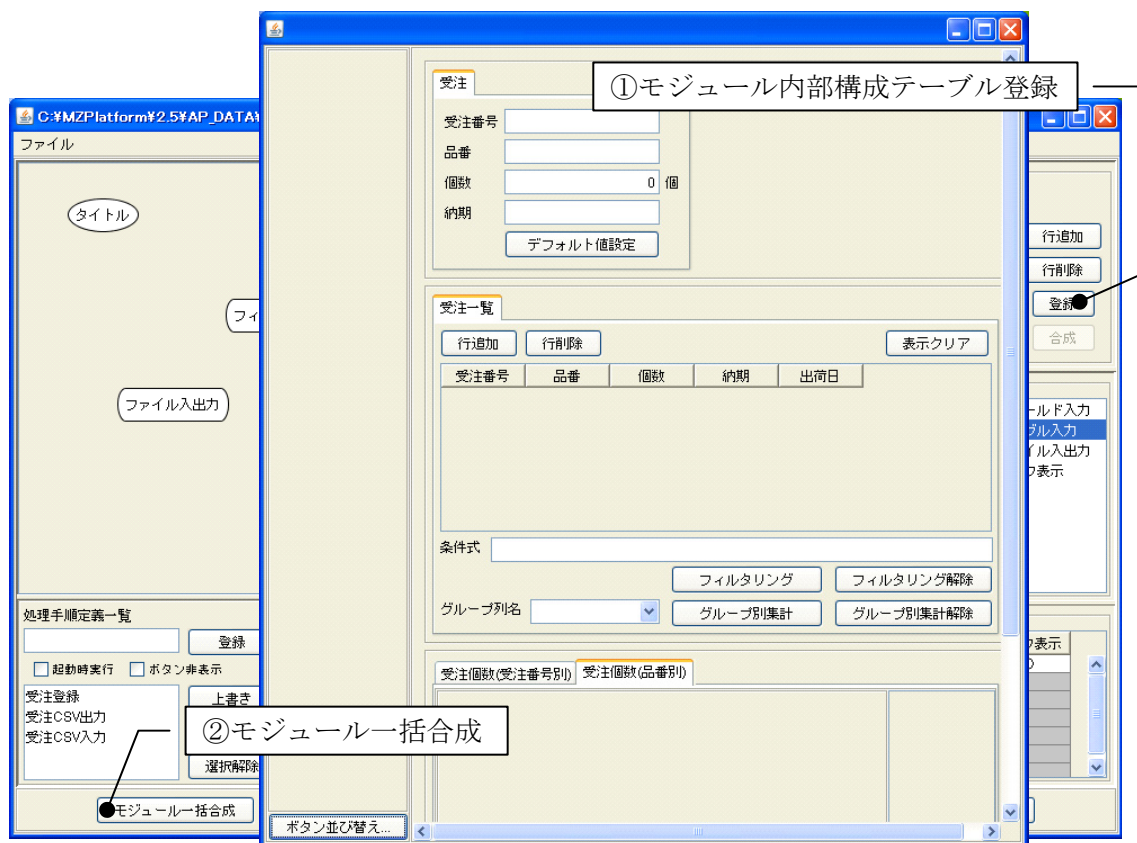 ①モジュール内部構成テーブル登録
C:¥MZPlatform¥2.5¥AP_DATA¥
ファイル
タイトル
ファイル入出力
処理手順定義一覧
登録
起動時実行
ボタン非表示
受注登録
受注CSV出力
受注CSV入力
上書き
選択解除
②モジュール一括合成
モジュール一括合成
ボタン並び替え...
受注
受注番号
品番
個数 0 個
納期
デフォルト値設定
受注一覧
行追加 行削除 表示クリア
受注番号 品番 個数 納期 出荷日
条件式
フィルタリング フィルタリング解除
グループ列名 グループ別集計 グループ別集計解除
受注個数(受注番号別) 受注個数(品番別)
行追加
行削除
登録
合成
ールド入力
ブル入力
イル入出力
フ表示
フ表示